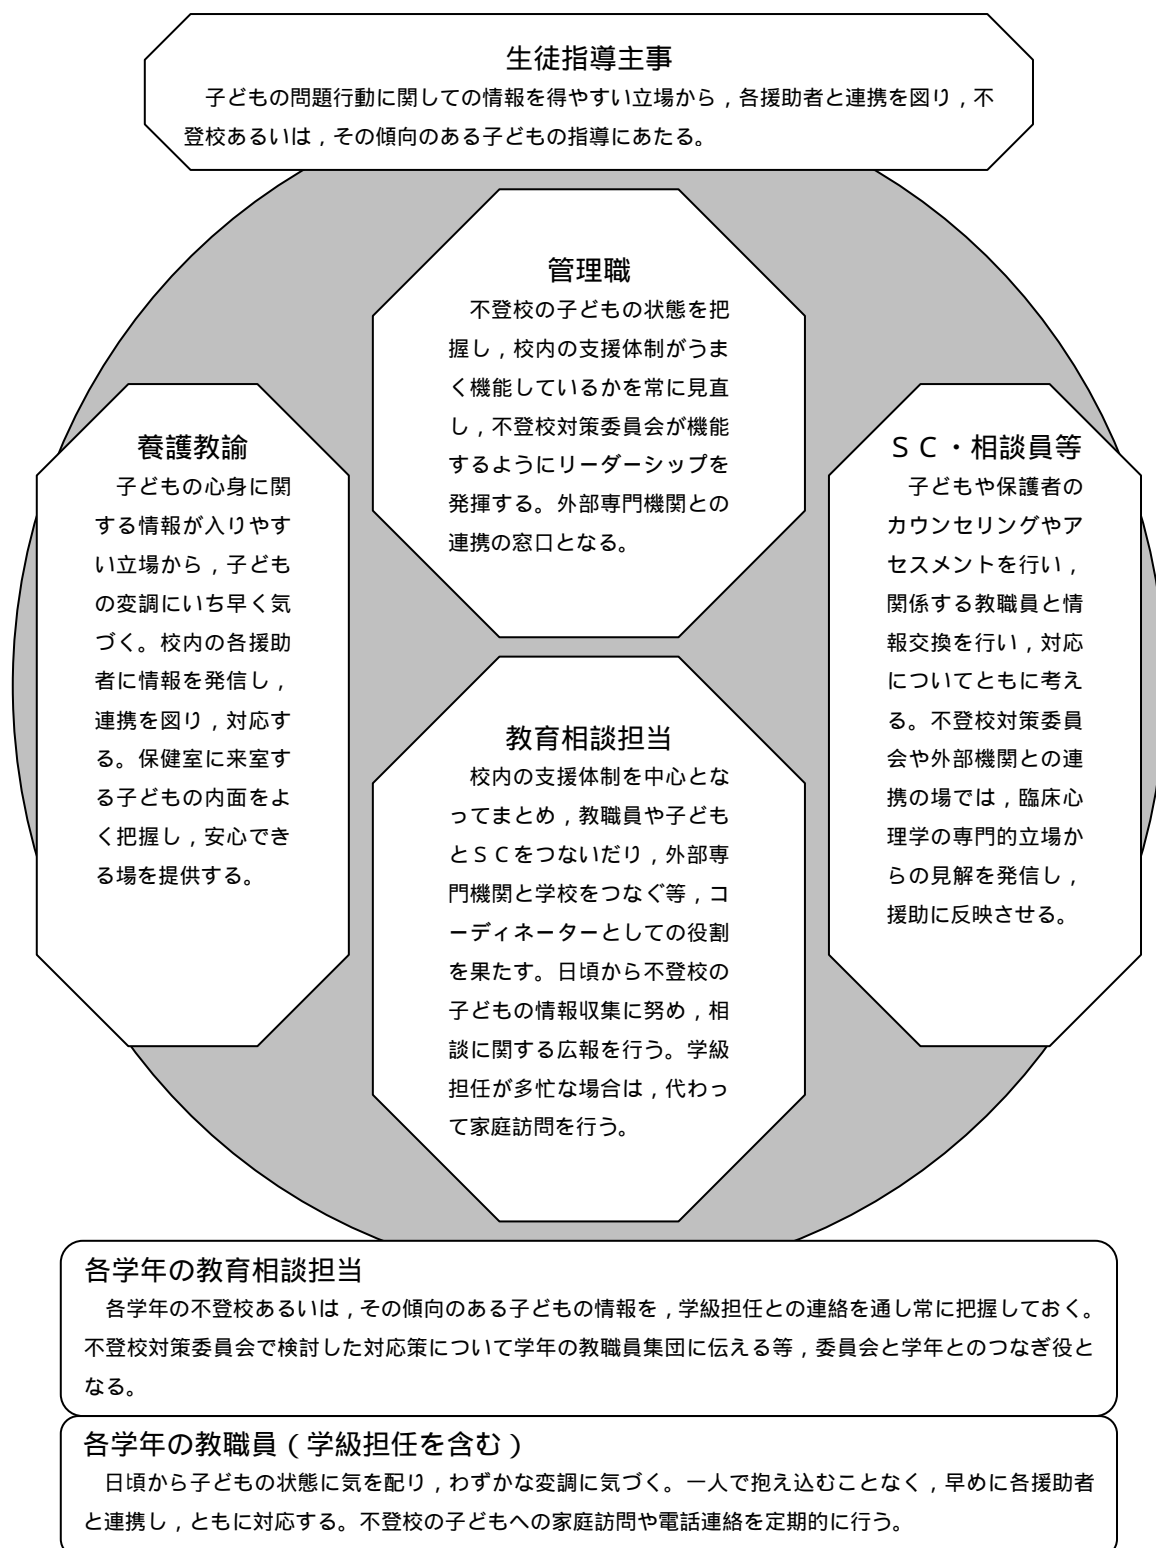 生徒指導主事
子どもの問題行動に関しての情報を得やすい立場から，各援助者と連携を図り，不
登校あるいは，その傾向のある子どもの指導にあたる。
管理職
不登校の子どもの状態を把
握し，校内の支援体制がうま
く機能しているかを常に見直
し，不登校対策委員会が機能
するようにリーダーシップを
発揮する。外部専門機関との
連携の窓口となる。
養護教諭
子どもの心身に関
する情報が入りやす
い立場から，子ども
の変調にいち早く気
づく。校内の各援助
者に情報を発信し，
連携を図り，対応す
る。保健室に来室す
る子どもの内面をよ
く把握し，安心でき
る場を提供する。
ＳＣ・相談員等
子どもや保護者の
カウンセリングやア
セスメントを行い，
関係する教職員と情
報交換を行い，対応
についてともに考え
る。不登校対策委員
会や外部機関との連
携の場では，臨床心
理学の専門的立場か
らの見解を発信し，
援助に反映させる。
教育相談担当
校内の支援体制を中心とな
ってまとめ，教職員や子ども
とＳＣをつないだり，外部専
門機関と学校をつなぐ等，コ
ーディネーターとしての役割
を果たす。日頃から不登校の
子どもの情報収集に努め，相
談に関する広報を行う。学級
担任が多忙な場合は，代わっ
て家庭訪問を行う。
各学年の教育相談担当
各学年の不登校あるいは，その傾向のある子どもの情報を，学級担任との連絡を通し常に把握しておく。
不登校対策委員会で検討した対応策について学年の教職員集団に伝える等，委員会と学年とのつなぎ役と
なる。
各学年の教職員（学級担任を含む）
日頃から子どもの状態に気を配り，わずかな変調に気づく。一人で抱え込むことなく，早めに各援助者
と連携し，ともに対応する。不登校の子どもへの家庭訪問や電話連絡を定期的に行う。